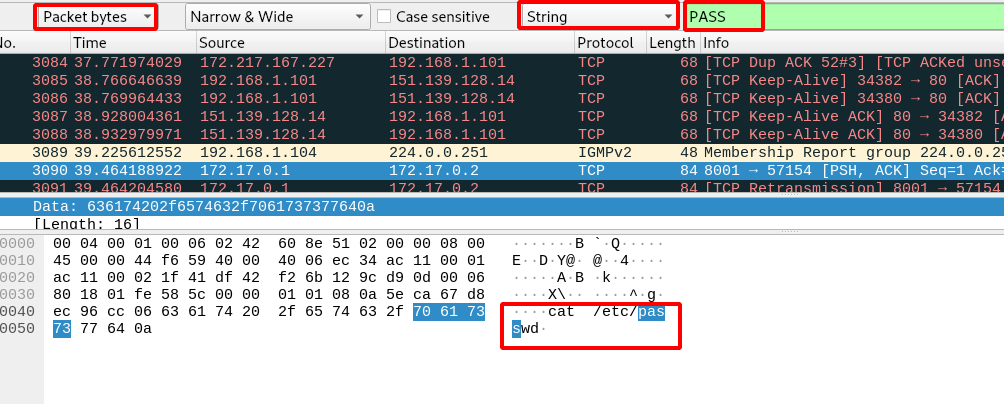 Packet bytes Narrow & Wide Case sensitive String PASS
No. Time Source Destination Protocol Length Info
3084 37.771974029 172.217.167.227 192.168.1.101 TCP 68 [TCP Dup ACK 52#3] [TCP ACKed unse
3085 38.766646639 192.168.1.101 151.139.128.14 TCP 68 [TCP Keep-Alive] 34382 → 80 [ACK]
3086 38.769964433 192.168.1.101 151.139.128.14 TCP 68 [TCP Keep-Alive] 34380 → 80 [ACK]
3087 38.928004361 151.139.128.14 192.168.1.101 TCP 68 [TCP Keep-Alive ACK] 80 → 34382 [A
3088 38.932979971 151.139.128.14 192.168.1.101 TCP 68 [TCP Keep-Alive ACK] 80 → 34380 [A
3089 39.225612552 192.168.1.104 224.0.0.251 IGMPv2 48 Membership Report group 224.0.0.25
3090 39.464188922 172.17.0.1 172.17.0.2 TCP 84 8001 → 57154 [PSH, ACK] Seq=1 Ack=
3091 39.464204580 172.17.0.1 172.17.0.2 TCP 84 [TCP Retransmission] 8001 → 57154
Data: 636174202f6574632f7061737377640a
[Length: 16]
0000 00 04 00 01 00 06 02 42 60 8e 51 02 00 00 08 00 ·······B `·Q·····
0010 45 00 00 44 f6 59 40 00 40 06 ec 34 ac 11 00 01 E··D·Y@· @··4····
0020 ac 11 00 02 1f 41 df 42 f2 6b 12 9c d9 0d 00 06 ·····A·B ·k······
0030 80 18 01 fe 58 5c 00 00 01 01 08 0a 5e ca 67 d8 ····X\·· ····^·g·
0040 ec 96 cc 06 63 61 74 20 2f 65 74 63 2f 70 61 73 ····cat /etc/pas
0050 73 77 64 0a swd·